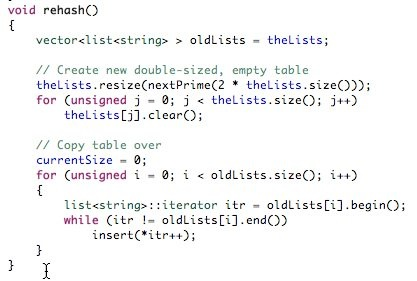 void rehash()
{
    vector<list<string> > oldLists = theLists;

    // Create new double-sized, empty table
    theLists.resize(nextPrime(2 * theLists.size()));
    for (unsigned j = 0; j < theLists.size(); j++)
        theLists[j].clear();

    // Copy table over
    currentSize = 0;
    for (unsigned i = 0; i < oldLists.size(); i++)
    {
        list<string>::iterator itr = oldLists[i].begin();
        while (itr != oldLists[i].end())
            insert(*itr++);
    }
}